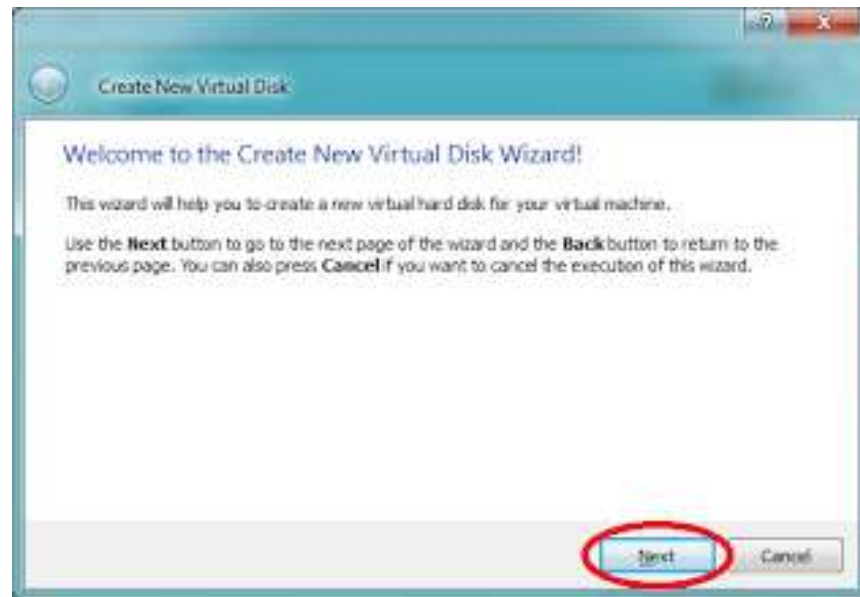 ?
X
Create New Virtual Disk
Welcome to the Create New Virtual Disk Wizard!
This wizard will help you to create a new virtual hard disk for your virtual machine.
Use the Next button to go to the next page of the wizard and the Back button to return to the
previous page. You can also press Cancel if you want to cancel the execution of this wizard.
Next
Cancel